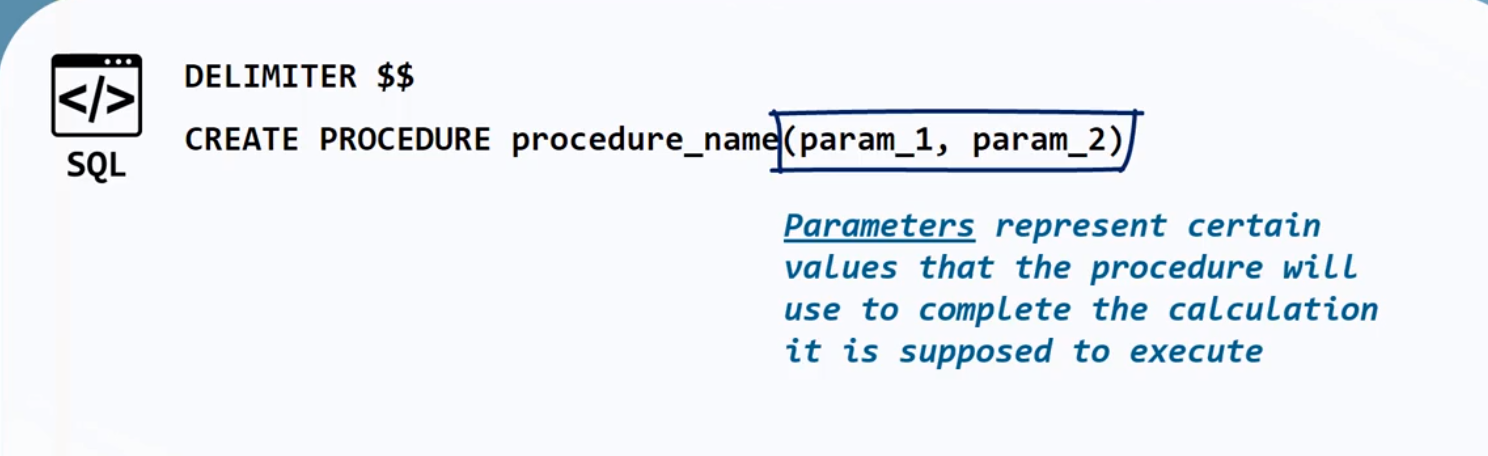 </>
SQL
DELIMITER $$
CREATE PROCEDURE procedure_name(param_1, param_2)
Parameters represent certain
values that the procedure will
use to complete the calculation
it is supposed to execute